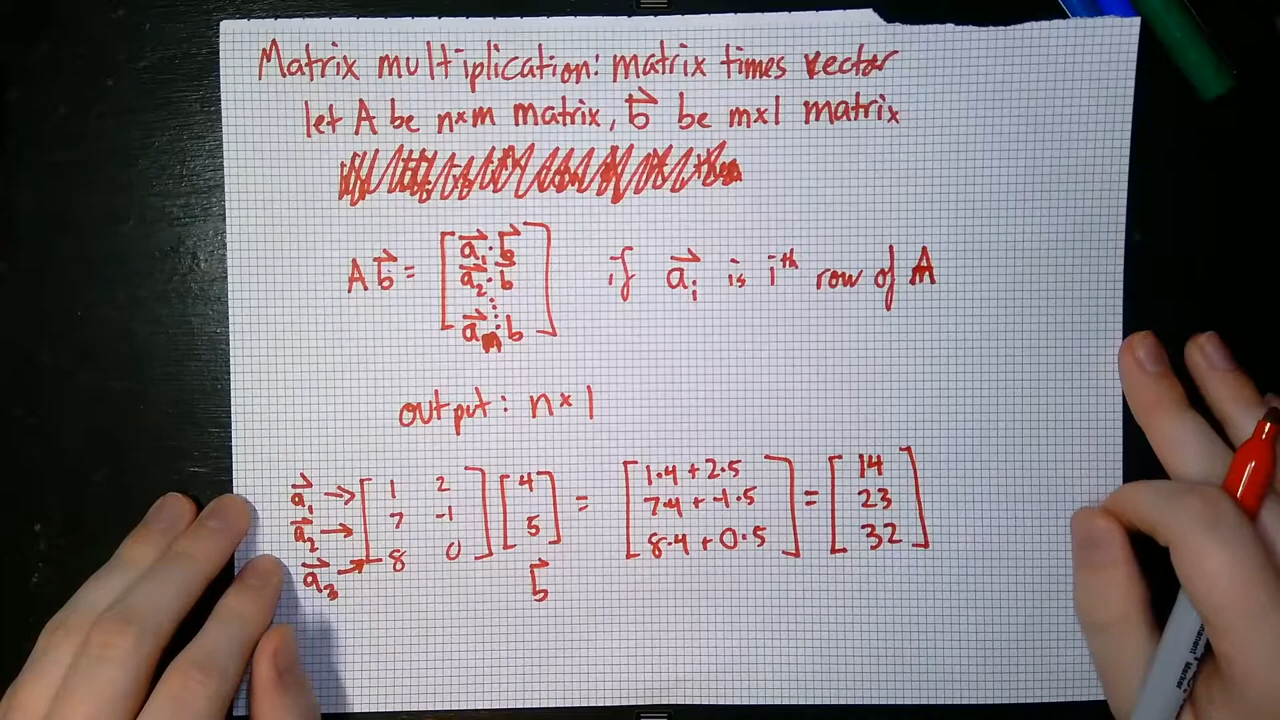 Matrix multiplication: matrix times vector
let A be n×m matrix, b⃗ be m×1 matrix
A b⃗ = [ a⃗₁·b⃗ if a⃗ᵢ is iᵗʰ row of A
a⃗₂·b
⋮
a⃗ₘ·b ]
output: n×1
a⃗₁ → [ 1 2 ] [ 4 ] = [ 1·4 + 2·5 ] = [ 14 ]
a⃗₂ → [ 7 -1 ] [ 5 ] [ 7·4 + -1·5 ] [ 23 ]
a⃗₃ → [ 8 0 ] [ 8·4 + 0·5 ] [ 32 ]
b⃗